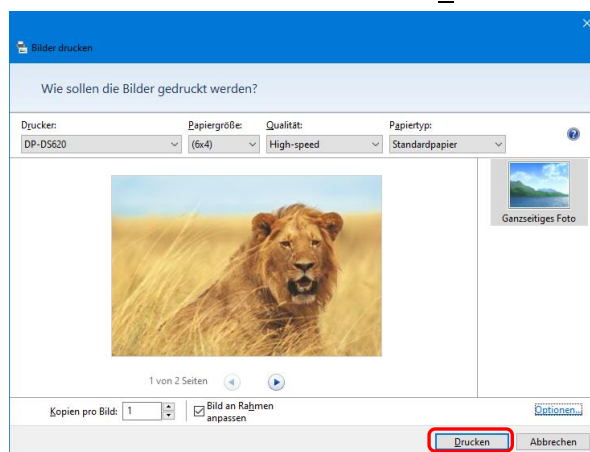 Bilder drucken
Wie sollen die Bilder gedruckt werden?
Drucker: Papiergröße: Qualität: Papiertyp:
DP-DS620 (6x4) High-speed Standardpapier
Ganzseitiges Foto
1 von 2 Seiten
Kopien pro Bild: 1 Bild an Rahmen
anpassen
Optionen...
Drucken Abbrechen